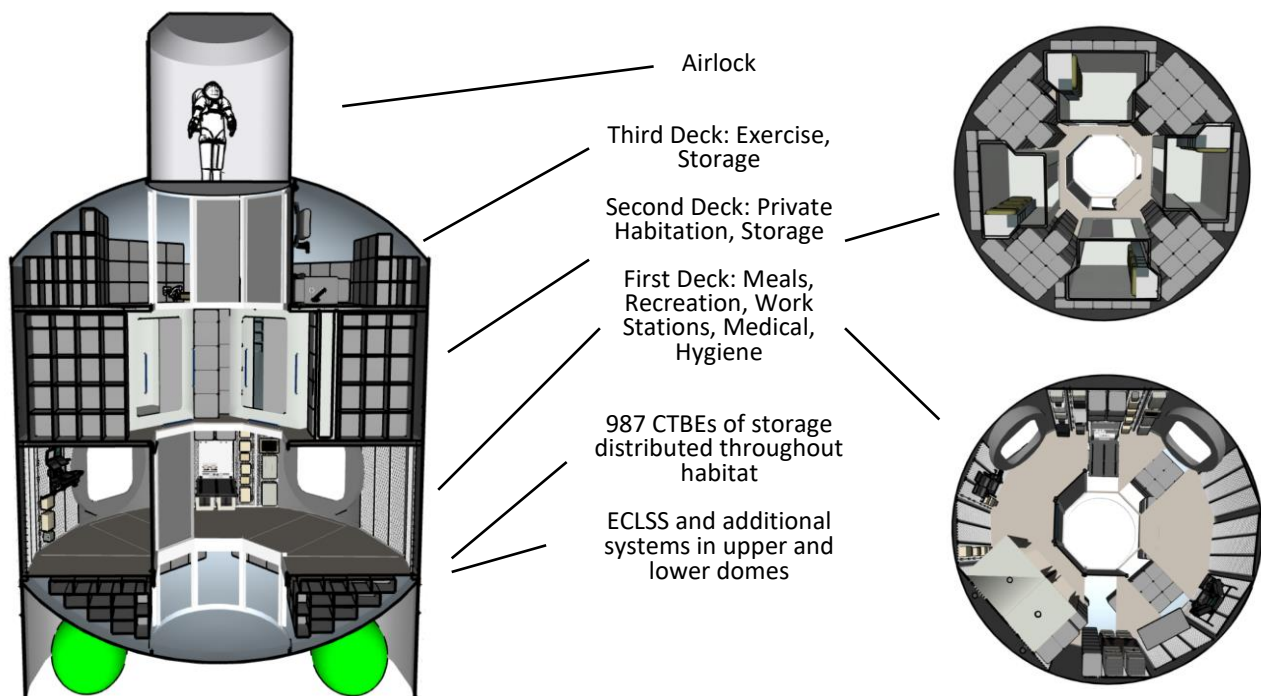 Airlock
Third Deck: Exercise,
Storage
Second Deck: Private
Habitation, Storage
First Deck: Meals,
Recreation, Work
Stations, Medical,
Hygiene
987 CTBEs of storage
distributed throughout
habitat
ECLSS and additional
systems in upper and
lower domes